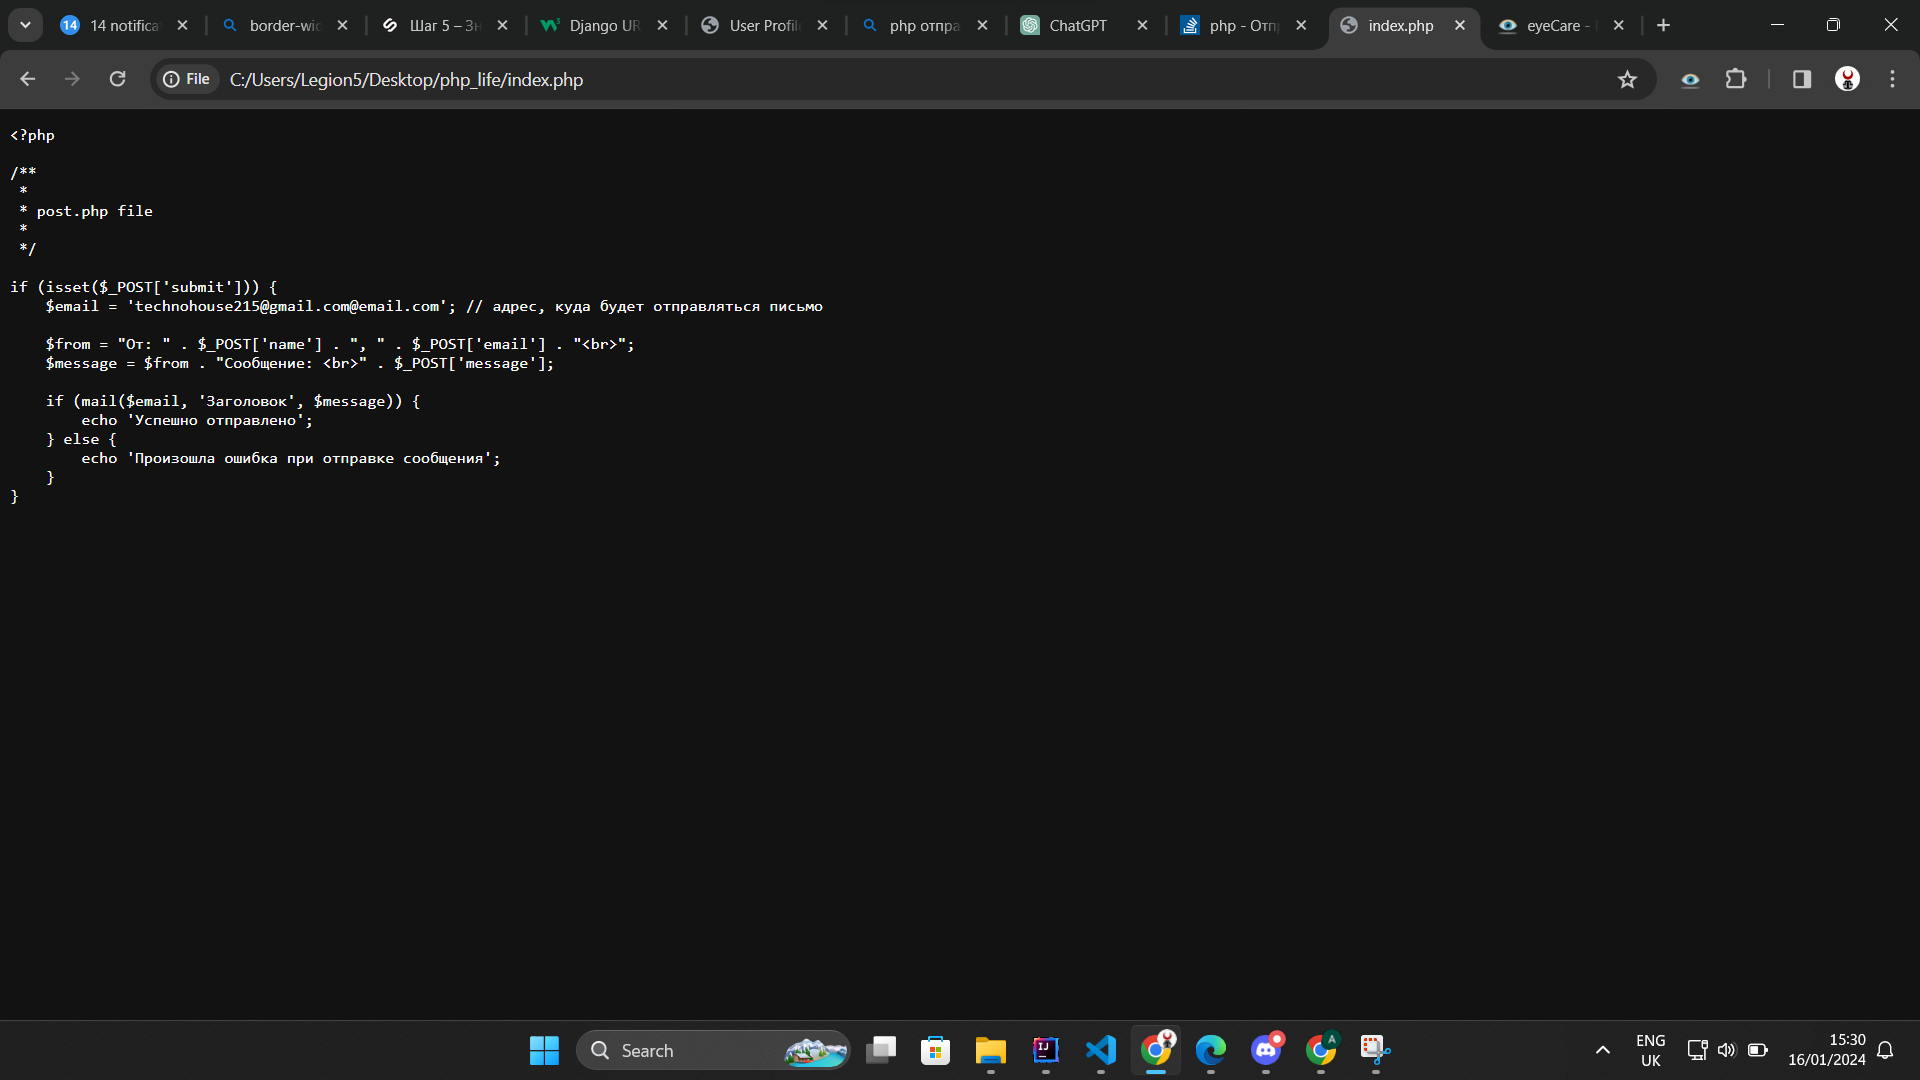 14
14 notifica
border-wid
Шаг 5 – Зн
Django UR
User Profil
php отпра
ChatGPT
php - Отп
index.php
eyeCare -
File
C:/Users/Legion5/Desktop/php_life/index.php
<?php
/**
 *
 * post.php file
 *
 */
if (isset($_POST['submit'])) {
    $email = 'technohouse215@gmail.com@email.com'; // адрес, куда будет отправляться письмо
    $from = "От: " . $_POST['name'] . ", " . $_POST['email'] . "<br>";
    $message = $from . "Сообщение: <br>" . $_POST['message'];
    if (mail($email, 'Заголовок', $message)) {
        echo 'Успешно отправлено';
    } else {
        echo 'Произошла ошибка при отправке сообщения';
    }
}
Search
IJ
A
ENG
UK
15:30
16/01/2024